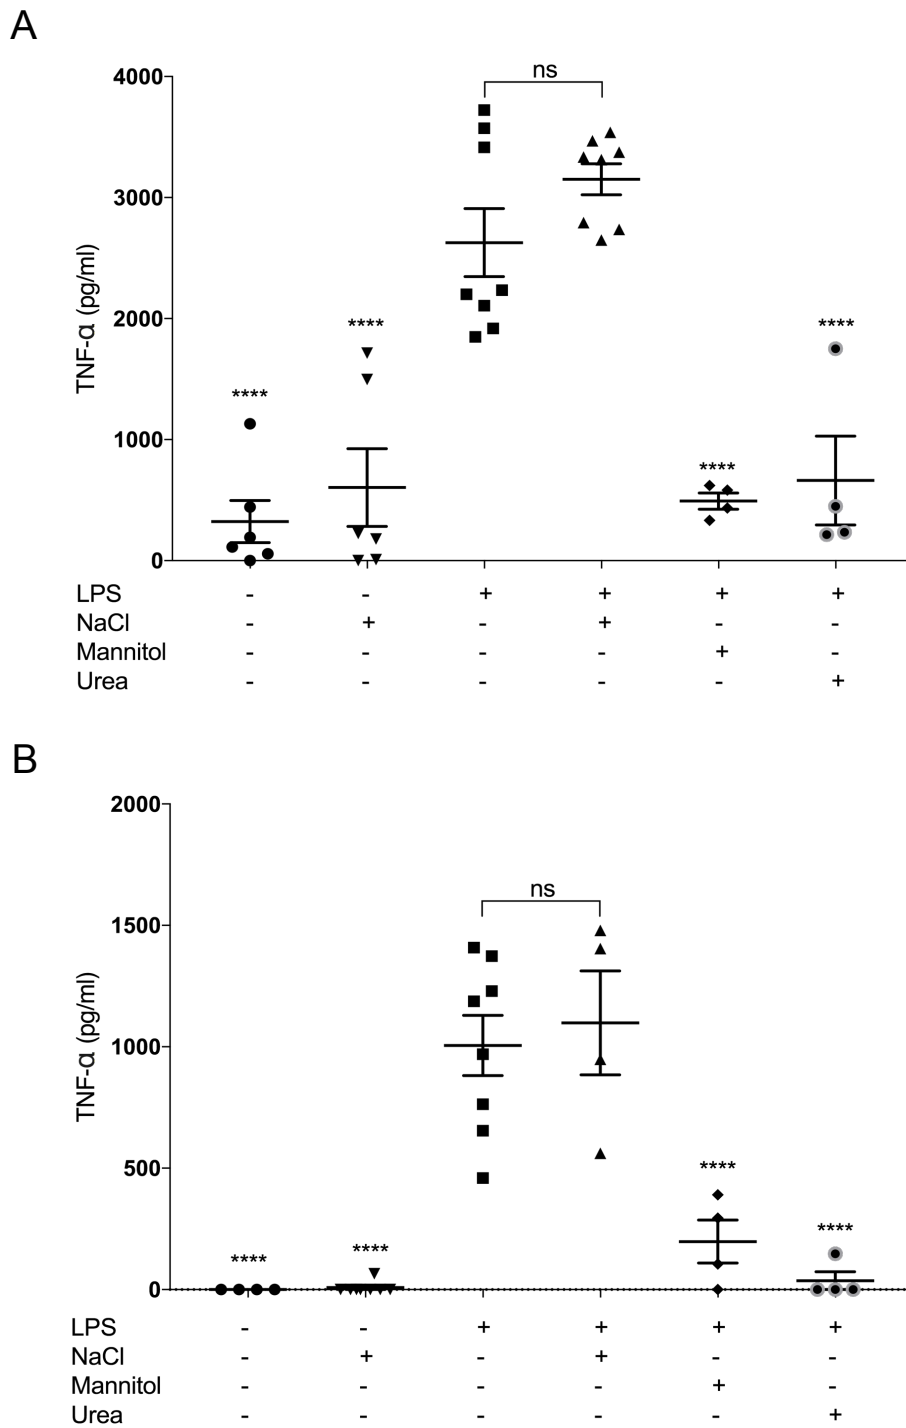 A
4000
ns
3000
TNF-α (pg/ml)
2000
**** ****
****
1000
****
0
LPS - - + + + +
NaCl - + - + - -
Mannitol - - - - + -
Urea - - - - - +
B
2000
ns
1500
TNF-α (pg/ml)
1000
500
****
****
**** ****
0
LPS - - + + + +
NaCl - + - + - -
Mannitol - - - - + -
Urea - - - - - +